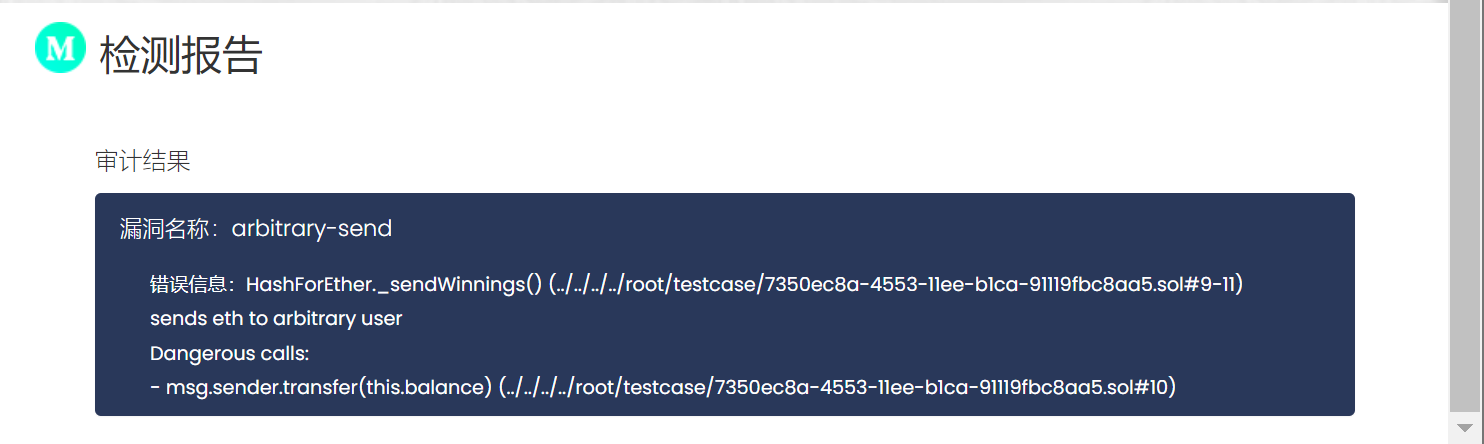 M 检测报告
审计结果
漏洞名称：arbitrary-send
错误信息：HashForEther._sendWinnings() (../../../../root/testcase/7350ec8a-4553-11ee-b1ca-91119fbc8aa5.sol#9-11)
sends eth to arbitrary user
Dangerous calls:
- msg.sender.transfer(this.balance) (../../../../root/testcase/7350ec8a-4553-11ee-b1ca-91119fbc8aa5.sol#10)